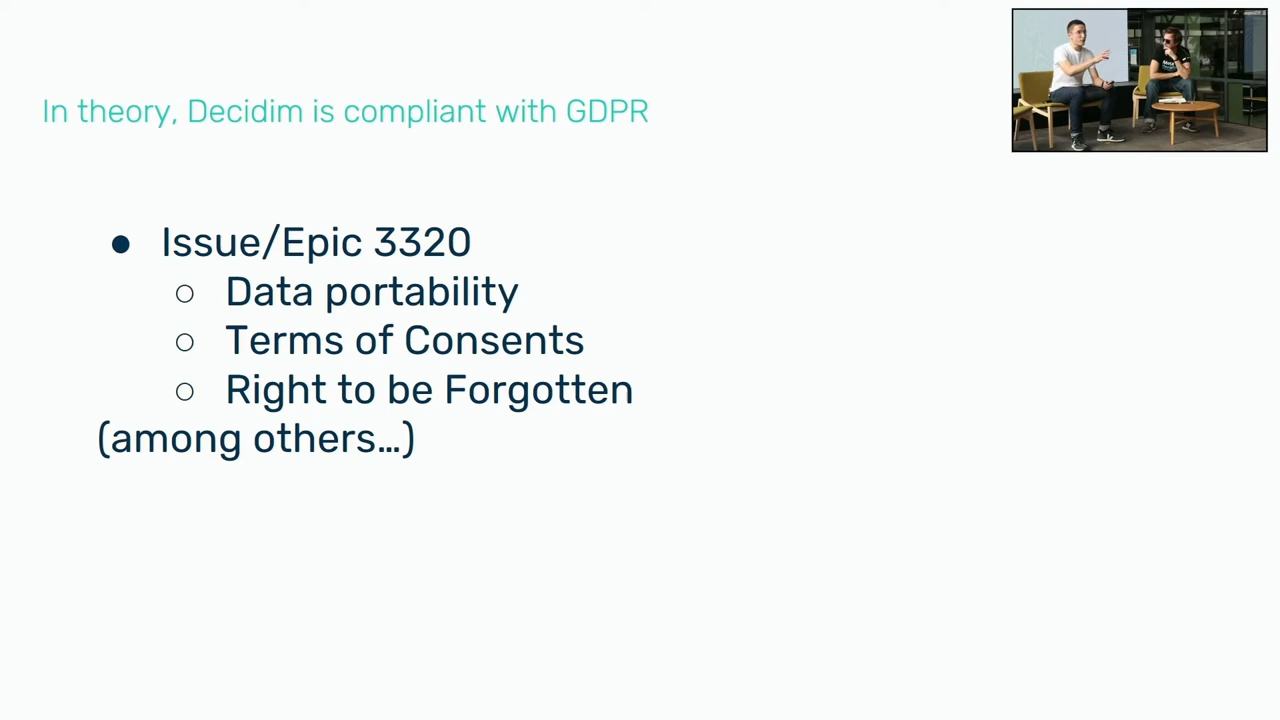 In theory, Decidim is compliant with GDPR
● Issue/Epic 3320
○ Data portability
○ Terms of Consents
○ Right to be Forgotten
(among others...)